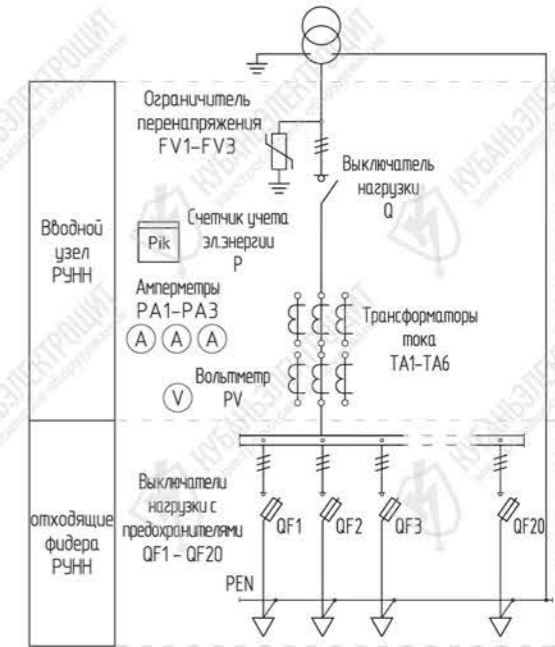 Ограничитель
перенапряжения
FV1-FV3
Выключатель
нагрузки
Q
Вводной
узел
РУНН
Счетчик учета
эл.энергии
P
Pik
Амперметры
PA1-PA3
A A A
Трансформаторы
тока
TA1-TA6
Вольтметр
PV
V
отходящие
фидера
РУНН
Выключатели
нагрузки с
предохранителями
QF1 - QF20
QF1 QF2 QF3 QF20
PEN
КУБАНЬЭЛЕКТРОЩИТ